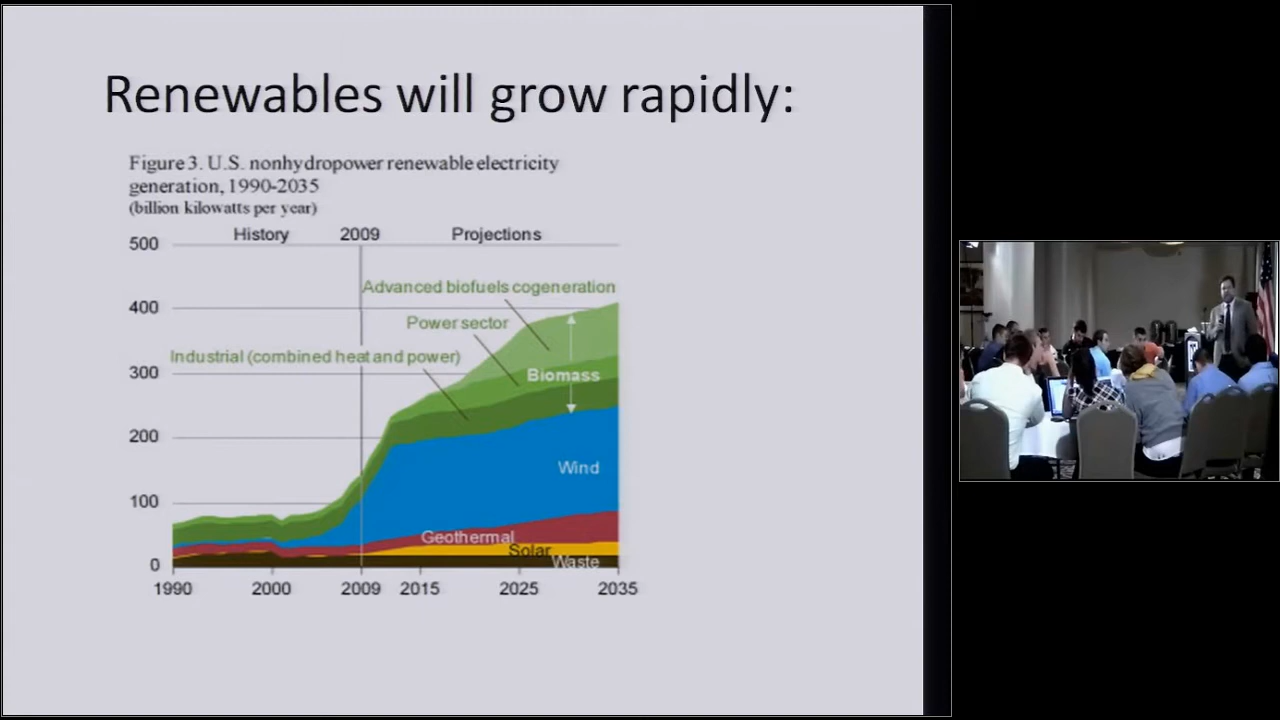 Renewables will grow rapidly:
Figure 3. U.S. nonhydropower renewable electricity
generation, 1990-2035
(billion kilowatts per year)
History 2009 Projections
500
Advanced biofuels cogeneration
400
Power sector
Industrial (combined heat and power)
300
Biomass
200
Wind
100
Geothermal
Solar
Waste
0
1990 2000 2009 2015 2025 2035